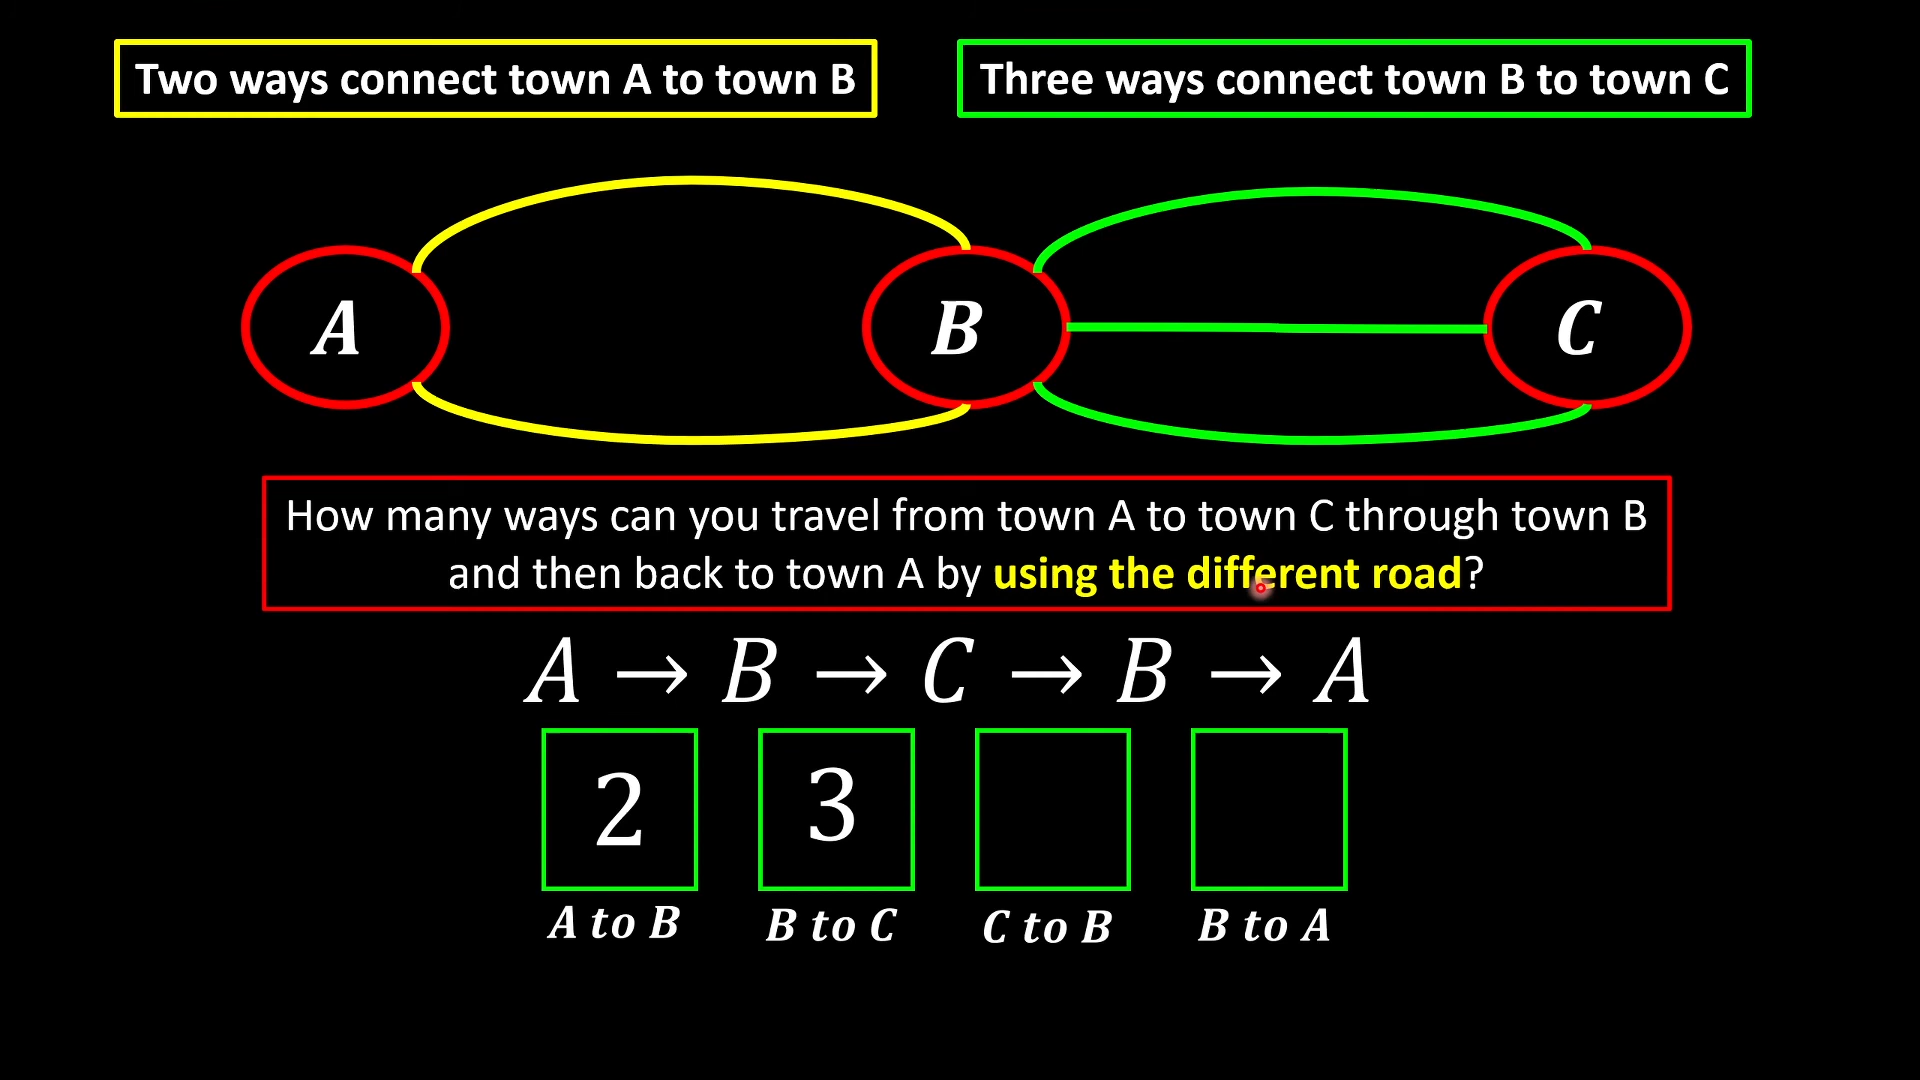 Two ways connect town A to town B
Three ways connect town B to town C
A
B
C
How many ways can you travel from town A to town C through town B
and then back to town A by using the different road?
A → B → C → B → A
2
3
A to B
B to C
C to B
B to A